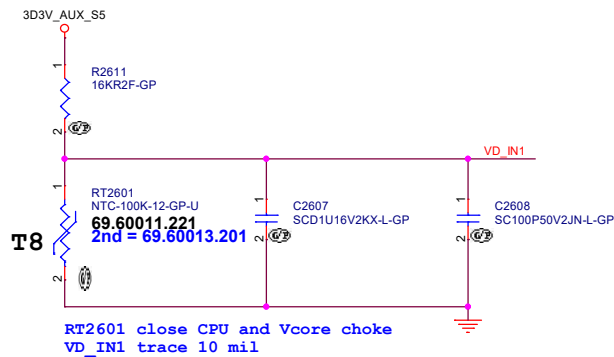 3D3V_AUX_S5
1
R2611
16KR2F-GP
2
G/P
VD_IN1
1
RT2601
NTC-100K-12-GP-U
69.60011.221
2nd = 69.60013.201
T8
2
G/P
1
C2607
SCD1U16V2KX-L-GP
2
G/P
1
C2608
SC100P50V2JN-L-GP
2
G/P
RT2601 close CPU and Vcore choke
VD_IN1 trace 10 mil